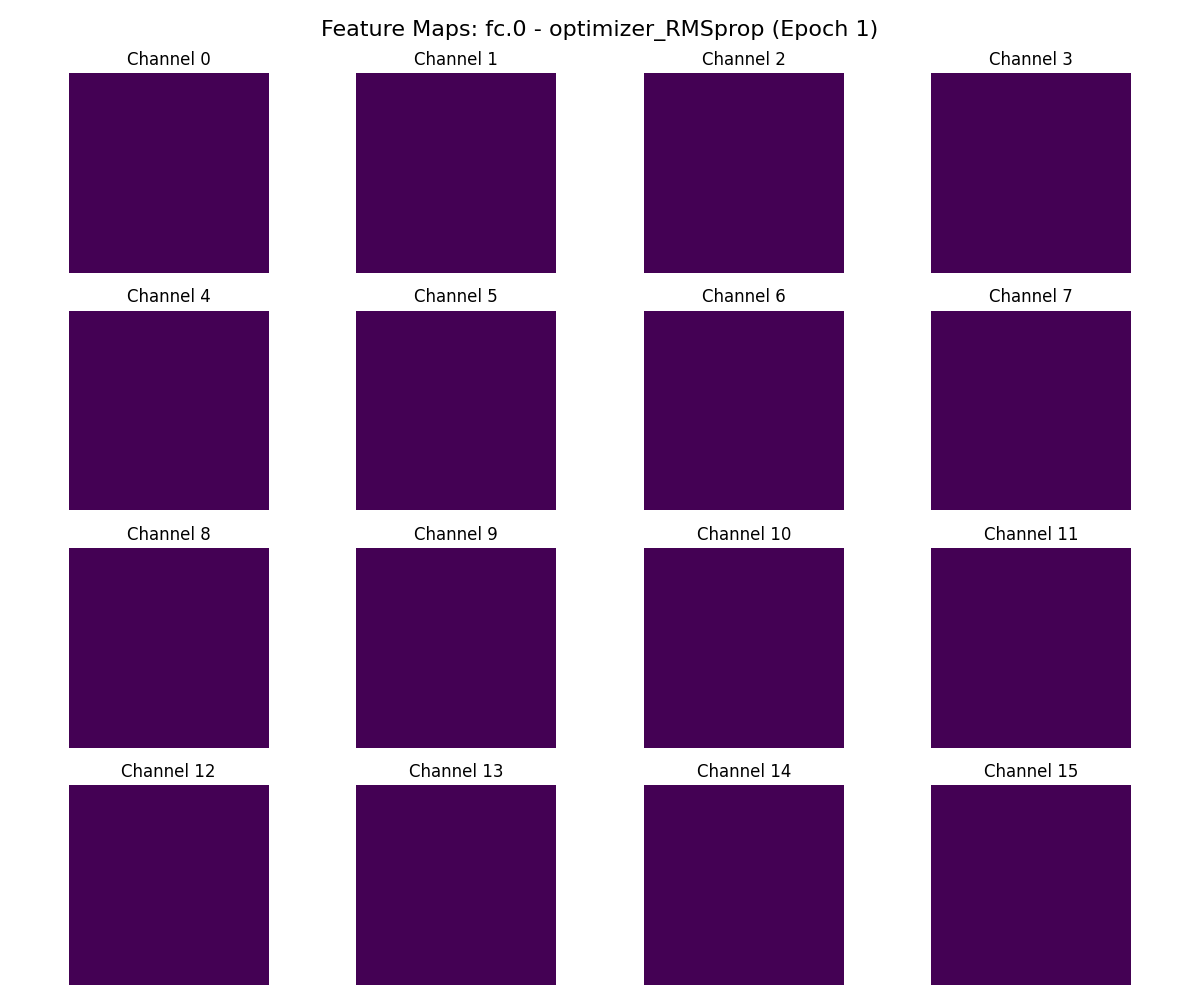 Feature Maps: fc.0 - optimizer_RMSprop (Epoch 1)
Channel 0
Channel 1
Channel 2
Channel 3
Channel 4
Channel 5
Channel 6
Channel 7
Channel 8
Channel 9
Channel 10
Channel 11
Channel 12
Channel 13
Channel 14
Channel 15